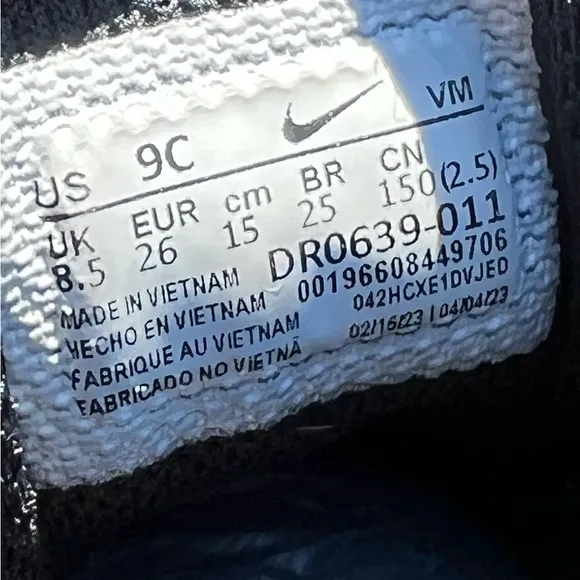 US 9C VM
UK EUR cm BR CN
8.5 26 15 25 150(2.5)
MADE IN VIETNAM DR0639-011
HECHO EN VIETNAM 00196608449706
FABRIQUE AU VIETNAM 042HCXE1DVJED
FABRICADO NO VIETNÃ 02/16/23 | 04/04/23